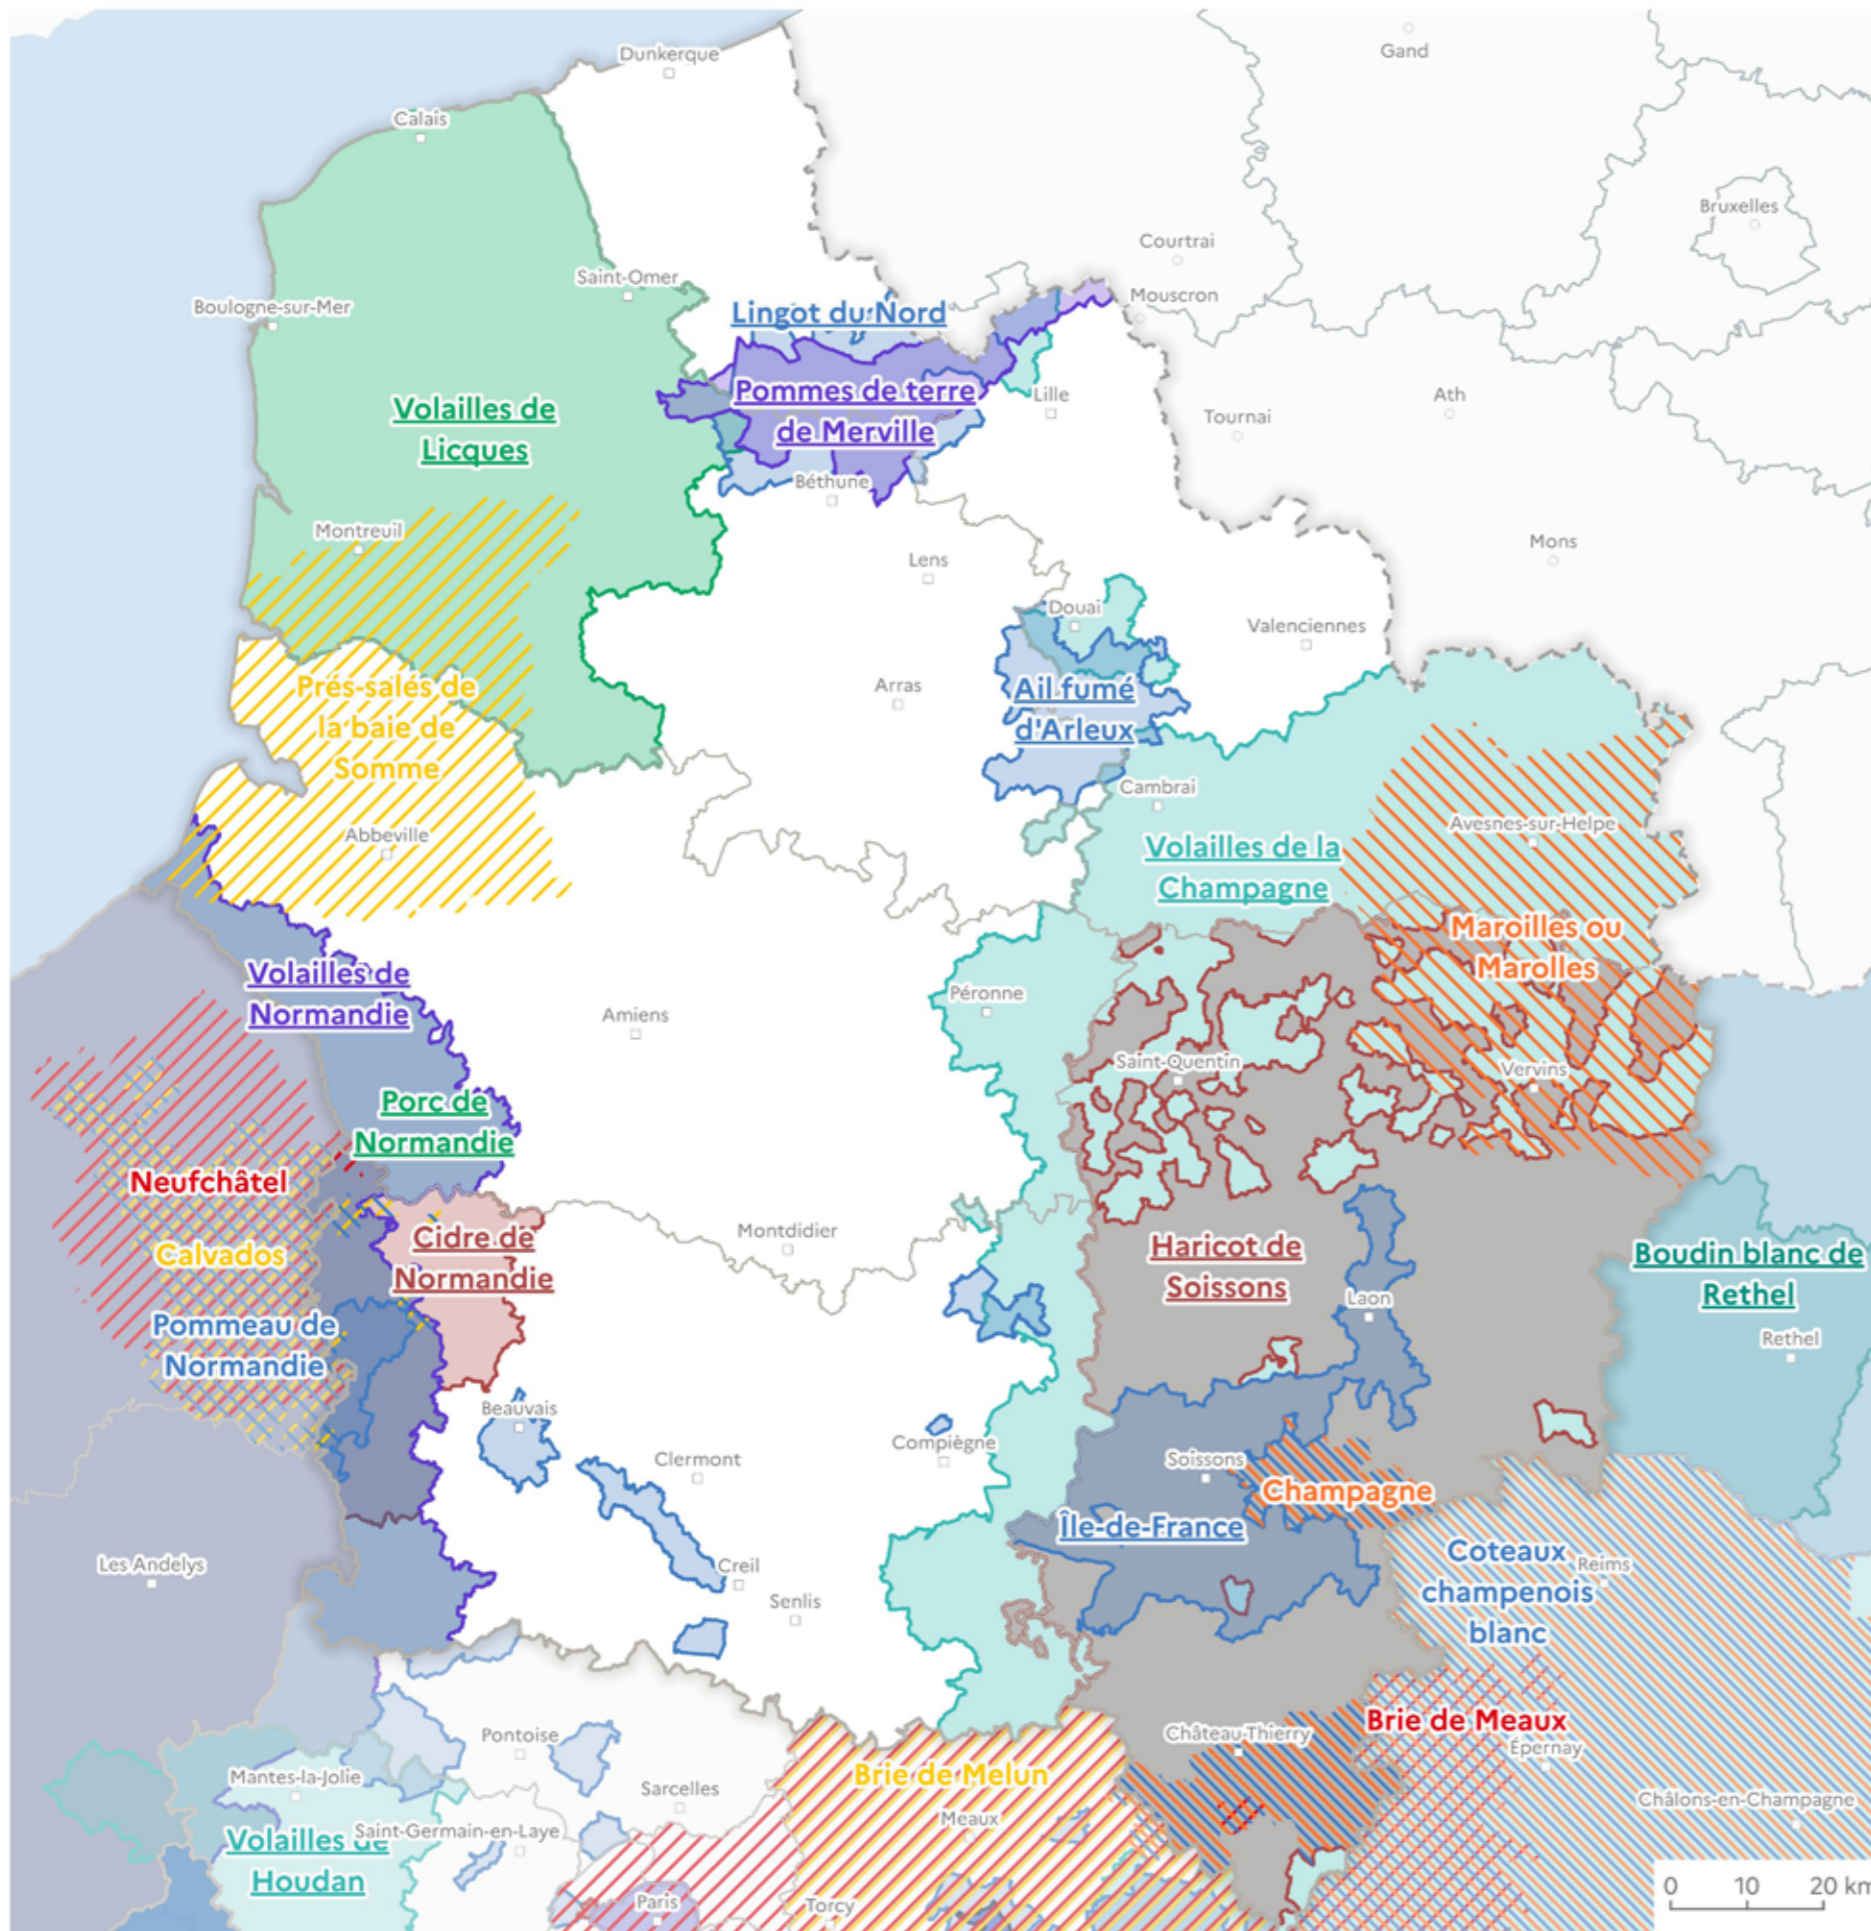 Dunkerque
Gand
Calais
Bruxelles
Courtrai
Saint-Omer
Mouscron
Boulogne-sur-Mer
Lingot du Nord
Pommes de terre
de Merville
Lille
Ath
Tournai
Volailles de
Licques
Béthune
Montreuil
Lens
Mons
Douai
Valenciennes
Arras
Ail fumé
d'Arleux
Prés-salés de
la baie de
Somme
Cambrai
Abbeville
Avesnes-sur-Helpe
Volailles de la
Champagne
Maroilles ou
Marolles
Volailles de
Normandie
Péronne
Amiens
Saint-Quentin
Vervins
Porc de
Normandie
Neufchâtel
Cidre de
Normandie
Montdidier
Calvados
Haricot de
Soissons
Boudin blanc de
Rethel
Laon
Pommeau de
Normandie
Rethel
Beauvais
Clermont
Compiègne
Soissons
Champagne
Île-de-France
Les Andelys
Creil
Senlis
Coteaux
champenois
blanc
Reims
Pontoise
Château-Thierry
Brie de Meaux
Épernay
Mantes-la-Jolie
Sarcelles
Brie de Melun
Meaux
Châlons-en-Champagne
Volailles de
Houdan
Saint-Germain-en-Laye
Paris
Torcy
0 10 20 km